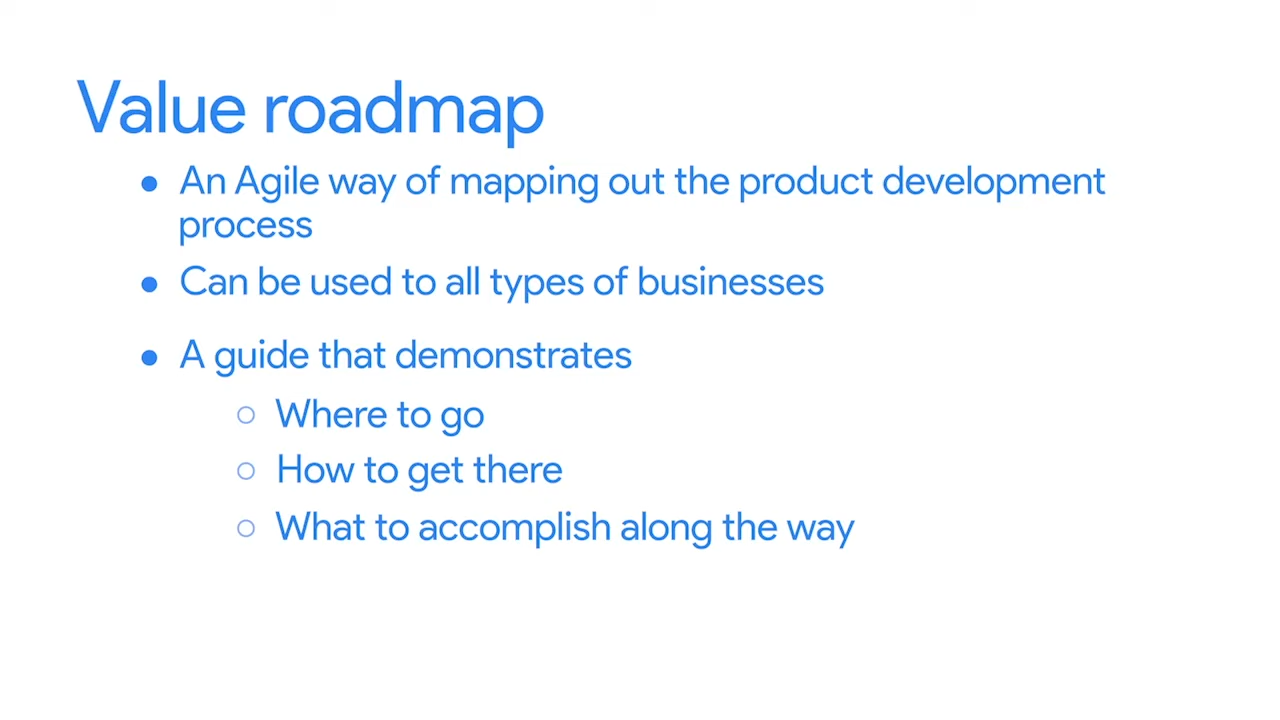 Value roadmap
● An Agile way of mapping out the product development
process
● Can be used to all types of businesses
● A guide that demonstrates
○ Where to go
○ How to get there
○ What to accomplish along the way